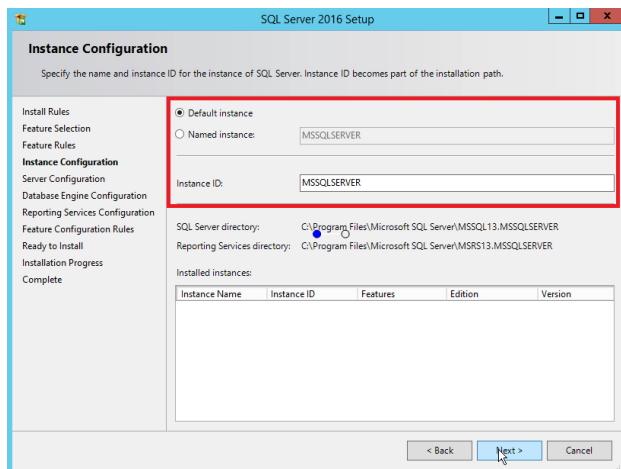 SQL Server 2016 Setup
Instance Configuration
Specify the name and instance ID for the instance of SQL Server. Instance ID becomes part of the installation path.
Install Rules
Feature Selection
Feature Rules
Instance Configuration
Server Configuration
Database Engine Configuration
Reporting Services Configuration
Feature Configuration Rules
Ready to Install
Installation Progress
Complete
Default instance
Named instance: MSSQLSERVER
Instance ID: MSSQLSERVER
SQL Server directory: C:\Program Files\Microsoft SQL Server\MSSQL13.MSSQLSERVER
Reporting Services directory: C:\Program Files\Microsoft SQL Server\MSRS13.MSSQLSERVER
Installed instances:
Instance Name Instance ID Features Edition Version
< Back Next > Cancel